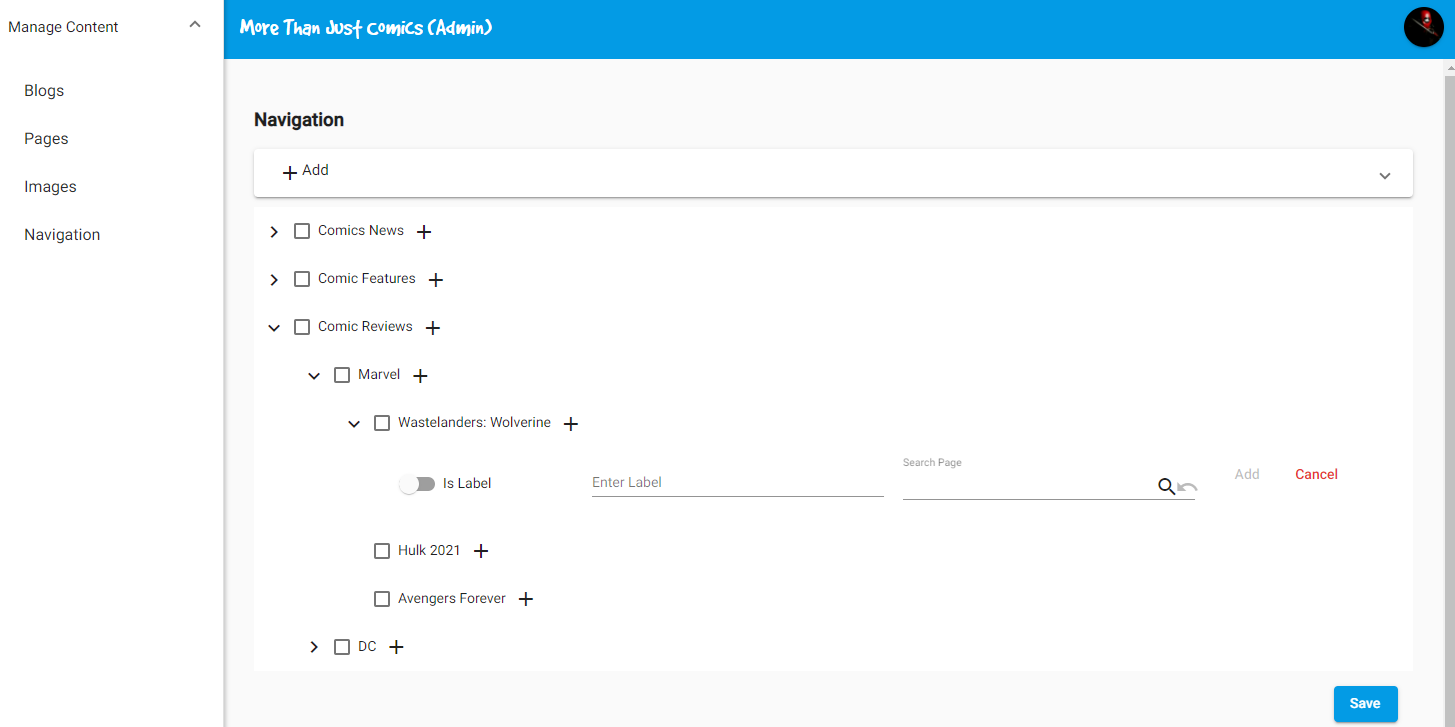 Manage Content
More Than Just Comics (Admin)
Blogs
Pages
Images
Navigation
Navigation
Add
Comics News
Comic Features
Comic Reviews
Marvel
Wastelanders: Wolverine
Is Label
Enter Label
Search Page
Add
Cancel
Hulk 2021
Avengers Forever
DC
Save